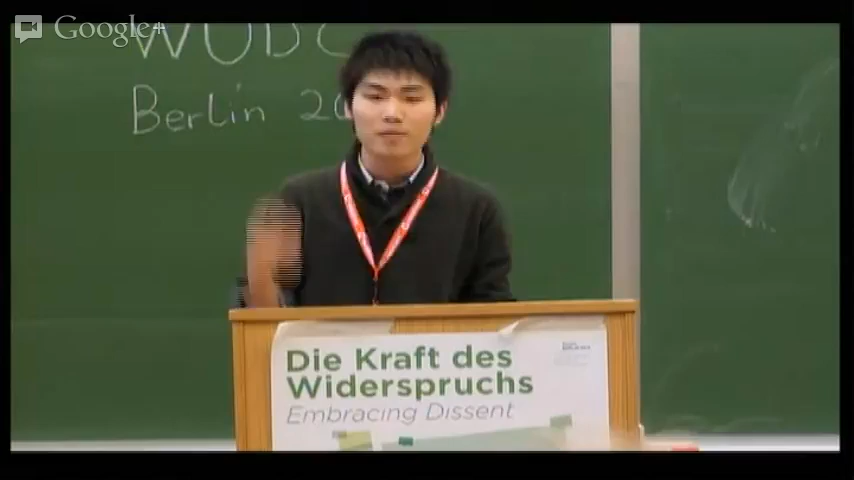 Google+
WUDC
Berlin 20
Die Kraft des
Widerspruchs
Embracing Dissent